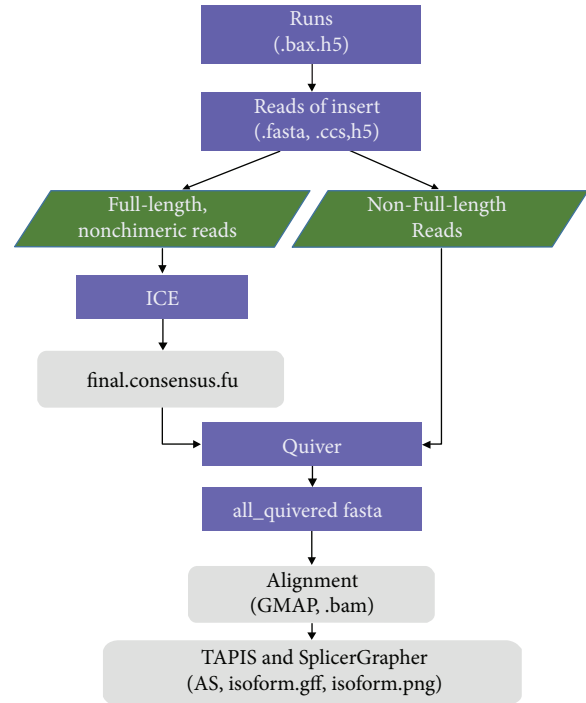 Runs
(.bax.h5)
Reads of insert
(.fasta, .ccs,h5)
Full-length,
nonchimeric reads
Non-Full-length
Reads
ICE
final.consensus.fu
Quiver
all_quivered fasta
Alignment
(GMAP, .bam)
TAPIS and SplicerGrapher
(AS, isoform.gff, isoform.png)